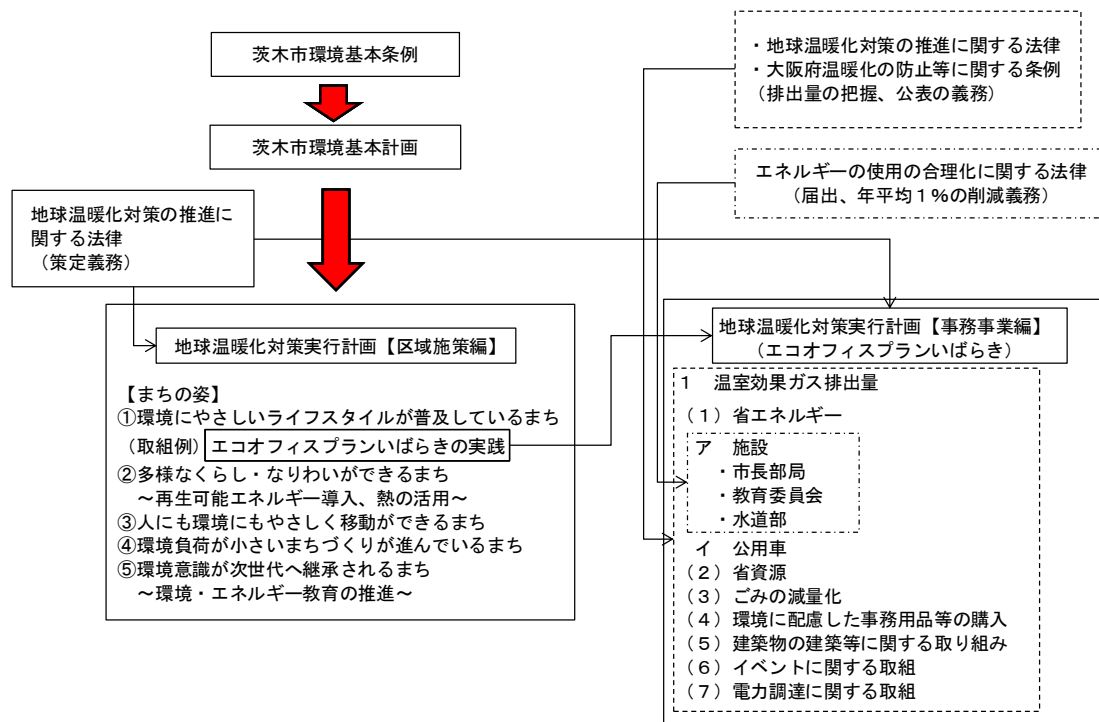 茨木市環境基本条例
茨木市環境基本計画
地球温暖化対策の推進に
関する法律
（策定義務）
・地球温暖化対策の推進に関する法律
・大阪府温暖化の防止等に関する条例
（排出量の把握、公表の義務）
エネルギーの使用の合理化に関する法律
（届出、年平均１％の削減義務）
地球温暖化対策実行計画【区域施策編】
【まちの姿】
①環境にやさしいライフスタイルが普及しているまち
（取組例）エコオフィスプランいばらきの実践
②多様なくらし・なりわいができるまち
～再生可能エネルギー導入、熱の活用～
③人にも環境にもやさしく移動ができるまち
④環境負荷が小さいまちづくりが進んでいるまち
⑤環境意識が次世代へ継承されるまち
～環境・エネルギー教育の推進～
地球温暖化対策実行計画【事務事業編】
（エコオフィスプランいばらき）
１　温室効果ガス排出量
（１）省エネルギー
ア　施設
・市長部局
・教育委員会
・水道部
イ　公用車
（２）省資源
（３）ごみの減量化
（４）環境に配慮した事務用品等の購入
（５）建築物の建築等に関する取り組み
（６）イベントに関する取組
（７）電力調達に関する取組